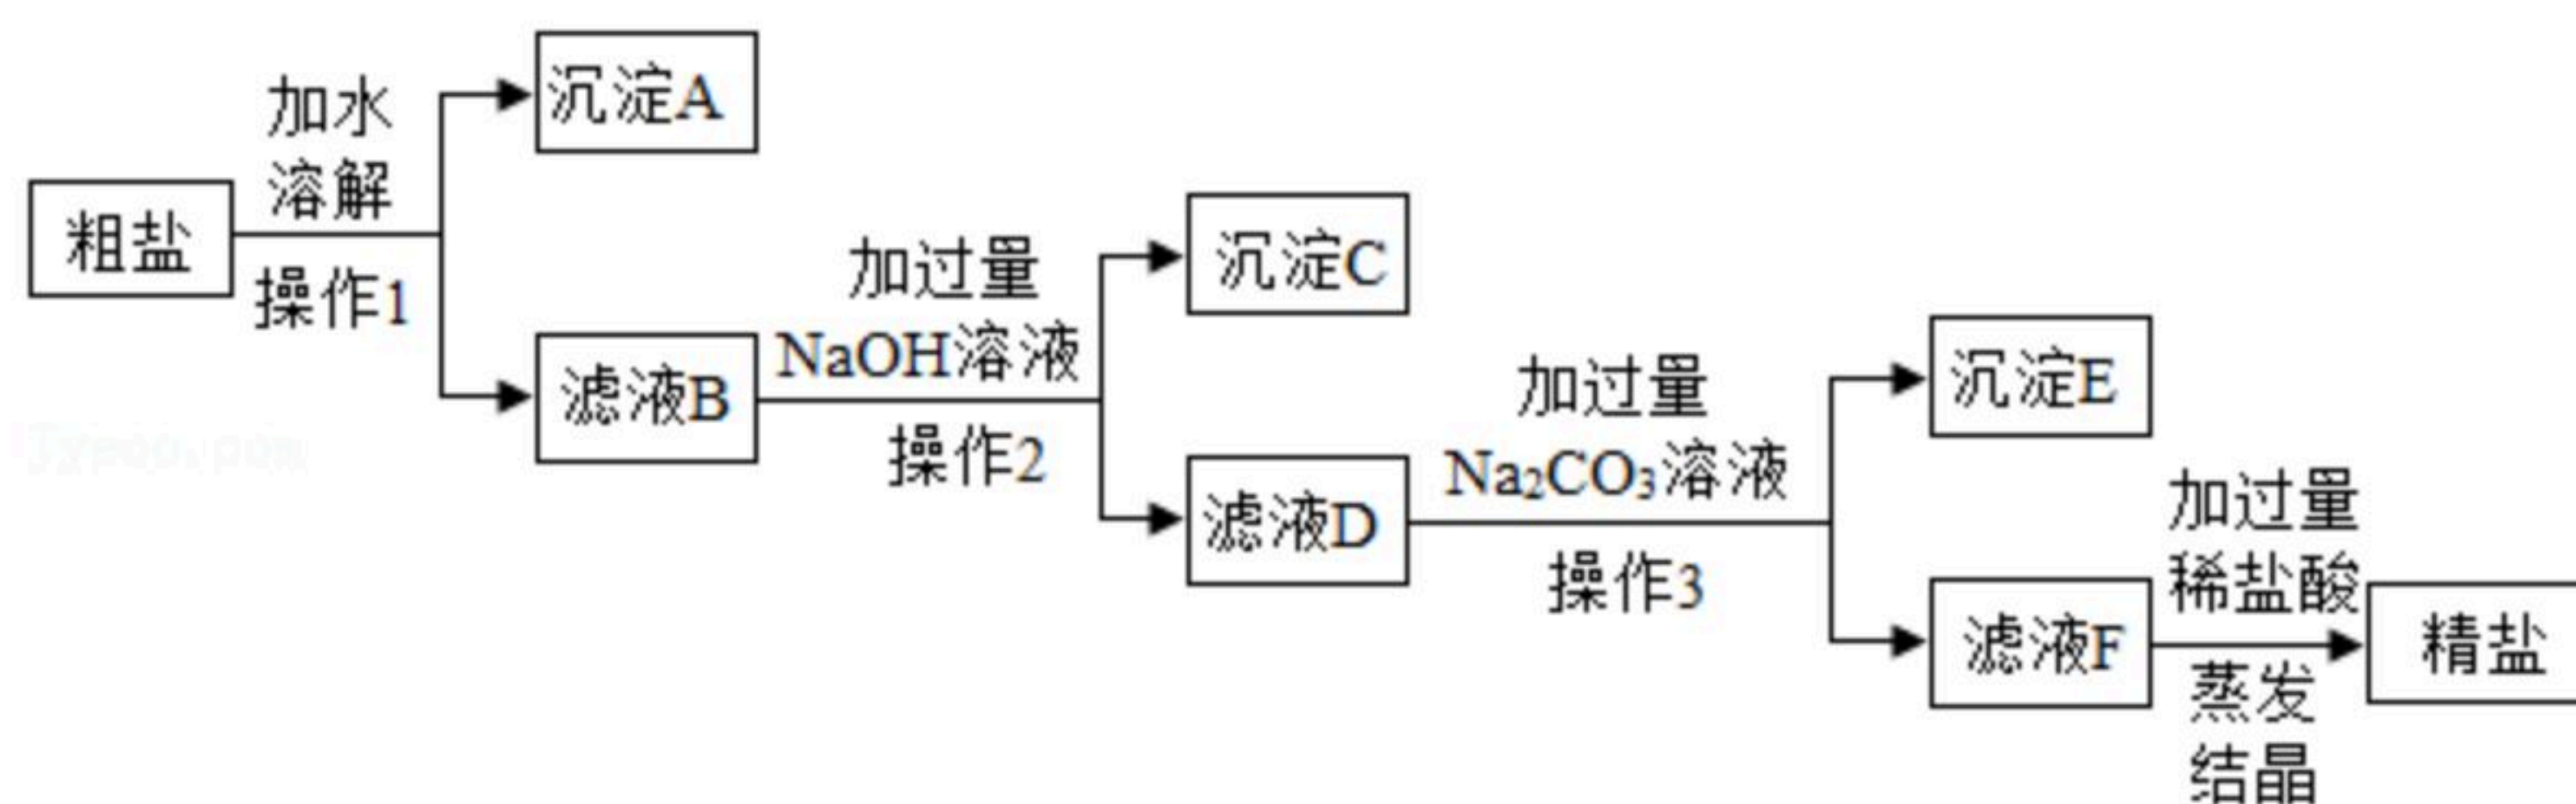 粗盐
加水
溶解
操作1
沉淀A
滤液B
加过量
NaOH溶液
操作2
沉淀C
滤液D
加过量
Na₂CO₃溶液
操作3
沉淀E
滤液F
加过量
稀盐酸
蒸发
结晶
精盐